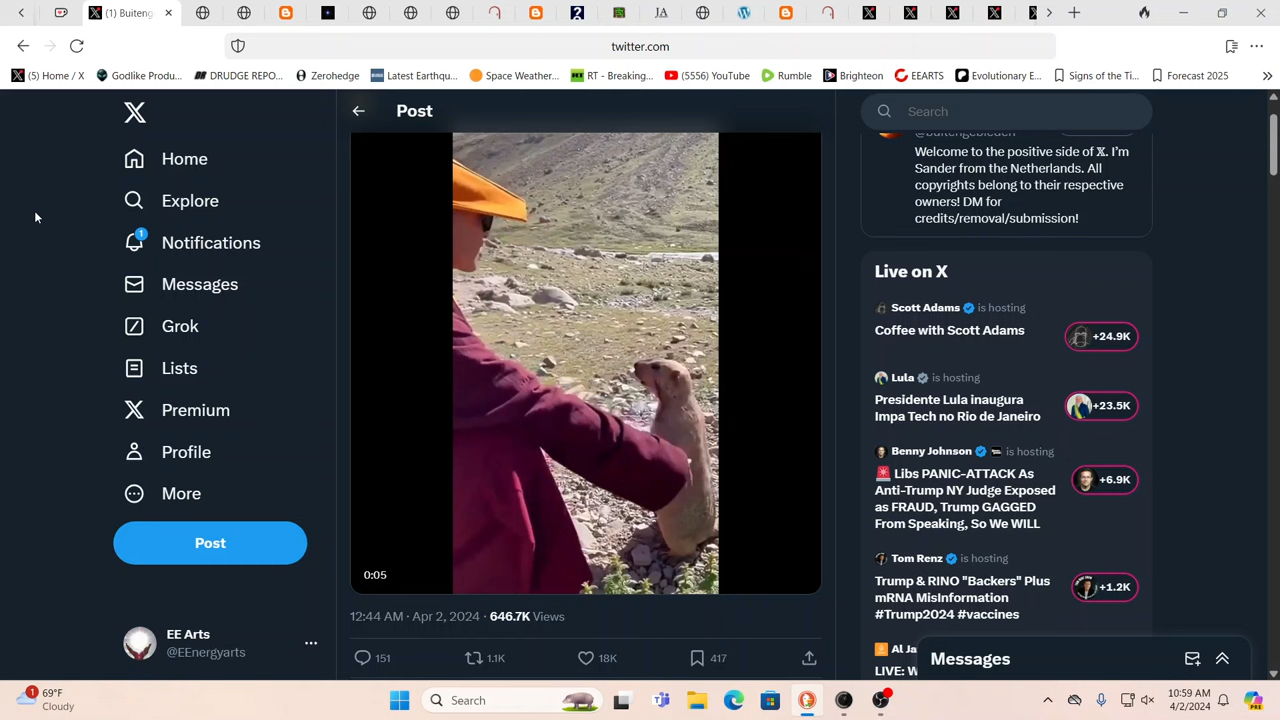 (1) Buiteng
JA
twitter.com
(5) Home / X
Godlike Produ...
DRUDGE REPO...
Zerohedge
Latest Earthqu...
Space Weather...
RT - Breaking...
(5556) YouTube
Rumble
Brighteon
EEARTS
Evolutionary E...
Signs of the Ti...
Forecast 2025
Home
Explore
1
Notifications
Messages
Grok
Lists
Premium
Profile
More
Post
EE Arts
@EEnergyarts
Post
0:05
12:44 AM · Apr 2, 2024 · 646.7K Views
151
1.1K
18K
417
Search
@buitengebieden
Welcome to the positive side of 𝕏. I'm
Sander from the Netherlands. All
copyrights belong to their respective
owners! DM for
credits/removal/submission!
Live on X
Scott Adams is hosting
Coffee with Scott Adams
+24.9K
Lula is hosting
Presidente Lula inaugura
Impa Tech no Rio de Janeiro
+23.5K
Benny Johnson is hosting
🚨 Libs PANIC-ATTACK As
Anti-Trump NY Judge Exposed
as FRAUD, Trump GAGGED
From Speaking, So We WILL
+6.9K
Tom Renz is hosting
Trump & RINO "Backers" Plus
mRNA MisInformation
#Trump2024 #vaccines
+1.2K
Al Ja
LIVE: W
Messages
1
69°F
Cloudy
Search
10:59 AM
4/2/2024